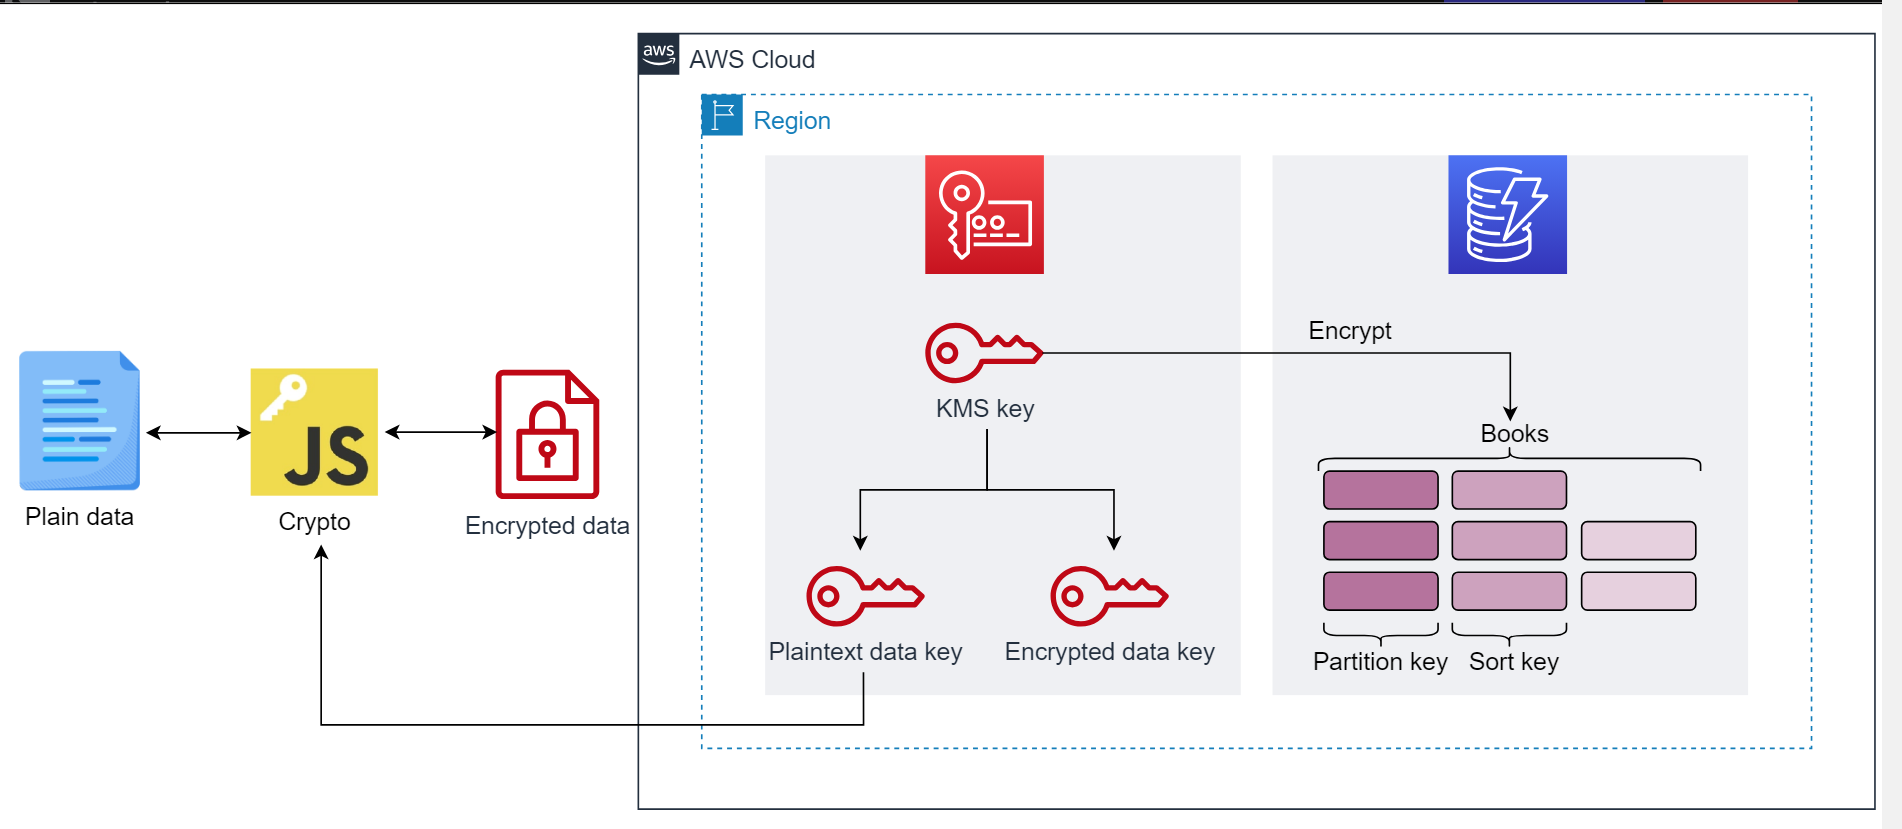 aws
AWS Cloud
Region
Encrypt
KMS key
Books
JS
Plain data
Crypto
Encrypted data
Plaintext data key
Encrypted data key
Partition key
Sort key